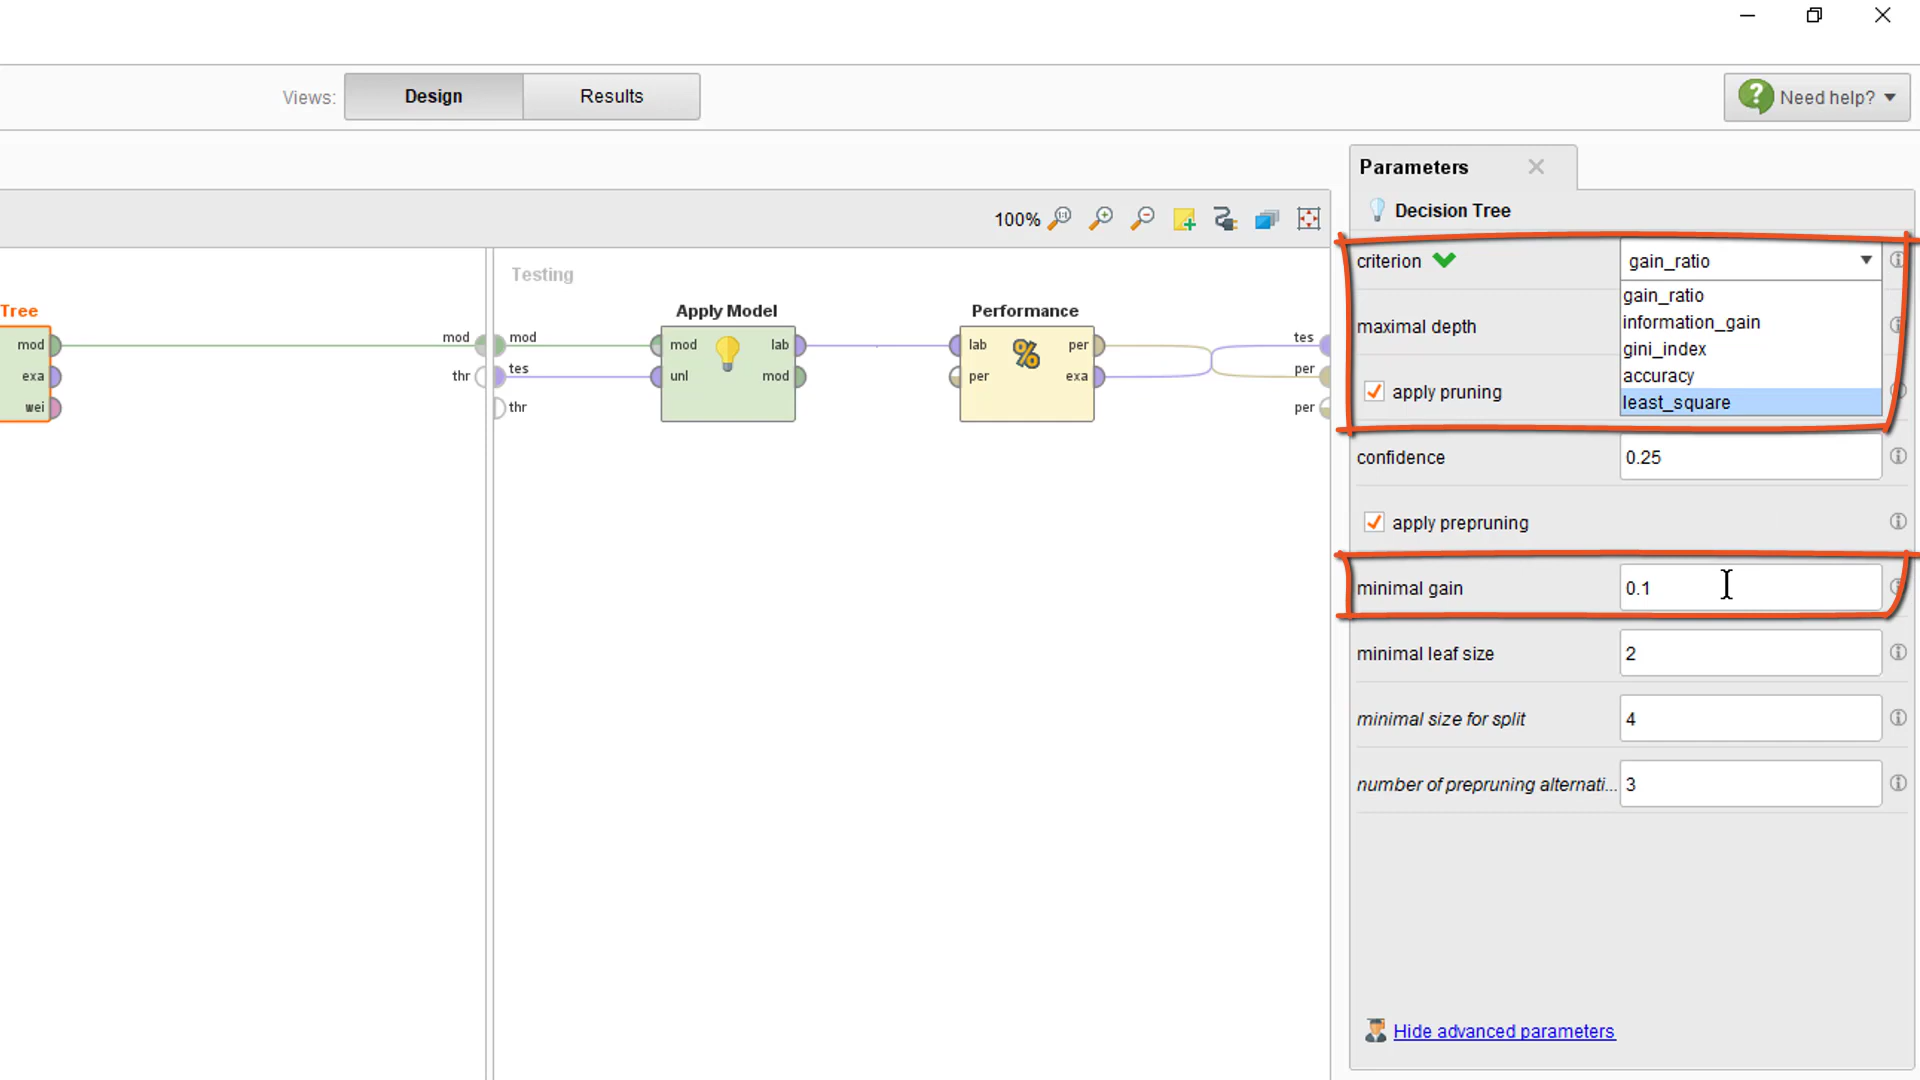 Views:
Design
Results
Need help?
Parameters
Decision Tree
100%
criterion
gain_ratio
gain_ratio
information_gain
gini_index
accuracy
least_square
maximal depth
apply pruning
confidence
0.25
apply prepruning
minimal gain
0.1
minimal leaf size
2
minimal size for split
4
number of prepruning alternati...
3
Hide advanced parameters
Tree
mod
exa
wei
mod
thr
Testing
mod
tes
thr
Apply Model
mod
lab
unl
mod
Performance
%
lab
per
per
exa
tes
per
per